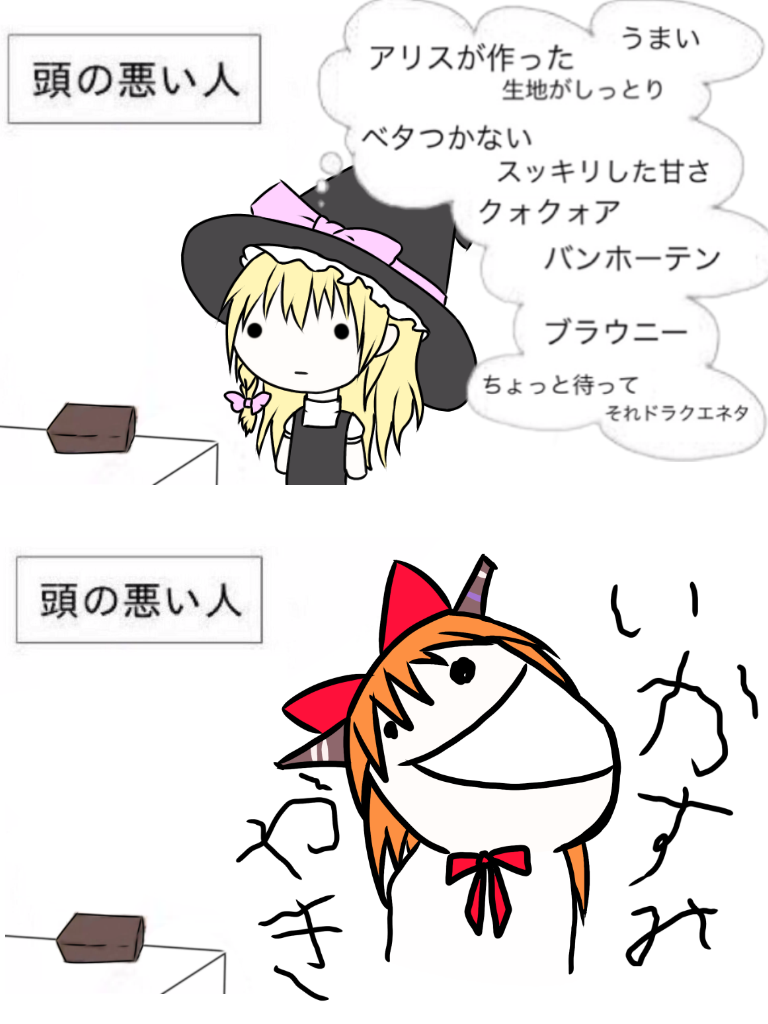 頭の悪い人
アリスが作った
うまい
生地がしっとり
ベタつかない
スッキリした甘さ
クォクォア
バンホーテン
ブラウニー
ちょっと待って
それドラクエネタ
頭の悪い人
いがすみ
やき